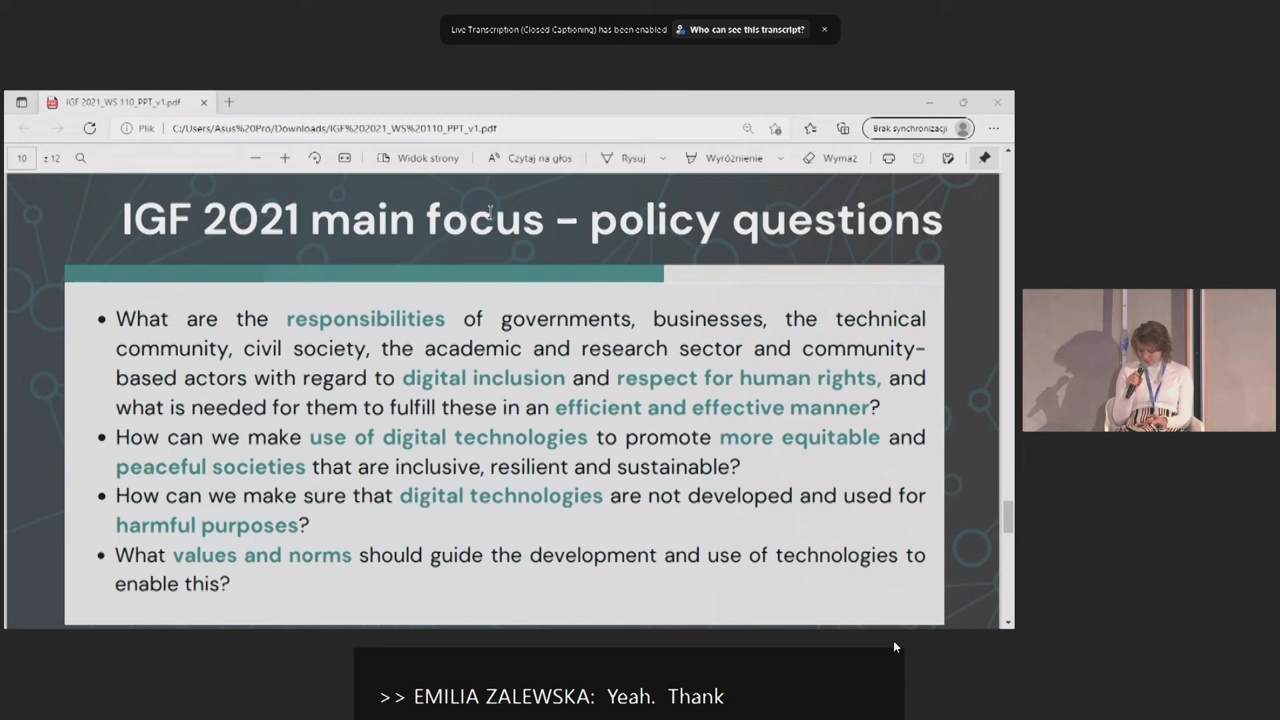 Live Transcription (Closed Captioning) has been enabled Who can see this transcript? ×
IGF 2021_WS 110_PPT_v1.pdf
Plik C:/Users/Asus%20Pro/Downloads/IGF%202021_WS%20110_PPT_v1.pdf Brak synchronizacji
10 z 12 Widok strony Czytaj na głos Rysuj Wyróżnienie Wymaż
IGF 2021 main focus – policy questions
• What are the responsibilities of governments, businesses, the technical
community, civil society, the academic and research sector and community-
based actors with regard to digital inclusion and respect for human rights, and
what is needed for them to fulfill these in an efficient and effective manner?
• How can we make use of digital technologies to promote more equitable and
peaceful societies that are inclusive, resilient and sustainable?
• How can we make sure that digital technologies are not developed and used for
harmful purposes?
• What values and norms should guide the development and use of technologies to
enable this?
>> EMILIA ZALEWSKA: Yeah. Thank